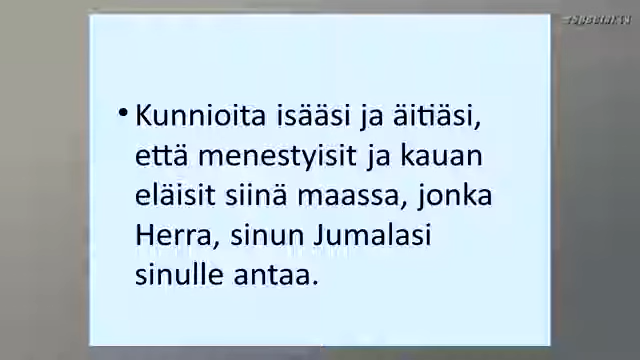 • Kunnioita isääsi ja äitiäsi,
että menestyisit ja kauan
eläisit siinä maassa, jonka
Herra, sinun Jumalasi
sinulle antaa.